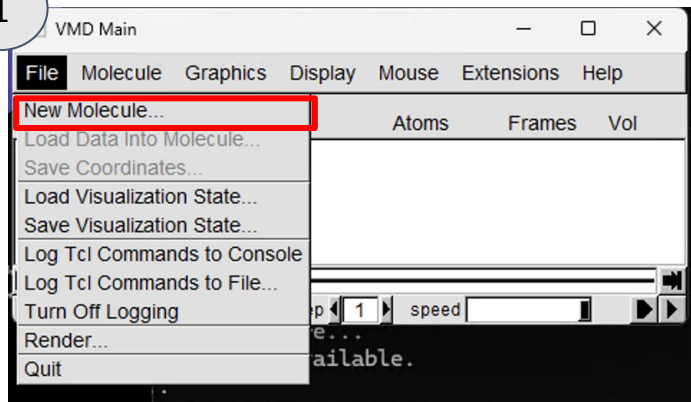 1
VMD Main
File Molecule Graphics Display Mouse Extensions Help
New Molecule...
Load Data Into Molecule...
Save Coordinates...
Load Visualization State...
Save Visualization State...
Log Tcl Commands to Console
Log Tcl Commands to File...
Turn Off Logging
Render...
Quit
Atoms Frames Vol
ep 1 speed
e...
ailable.